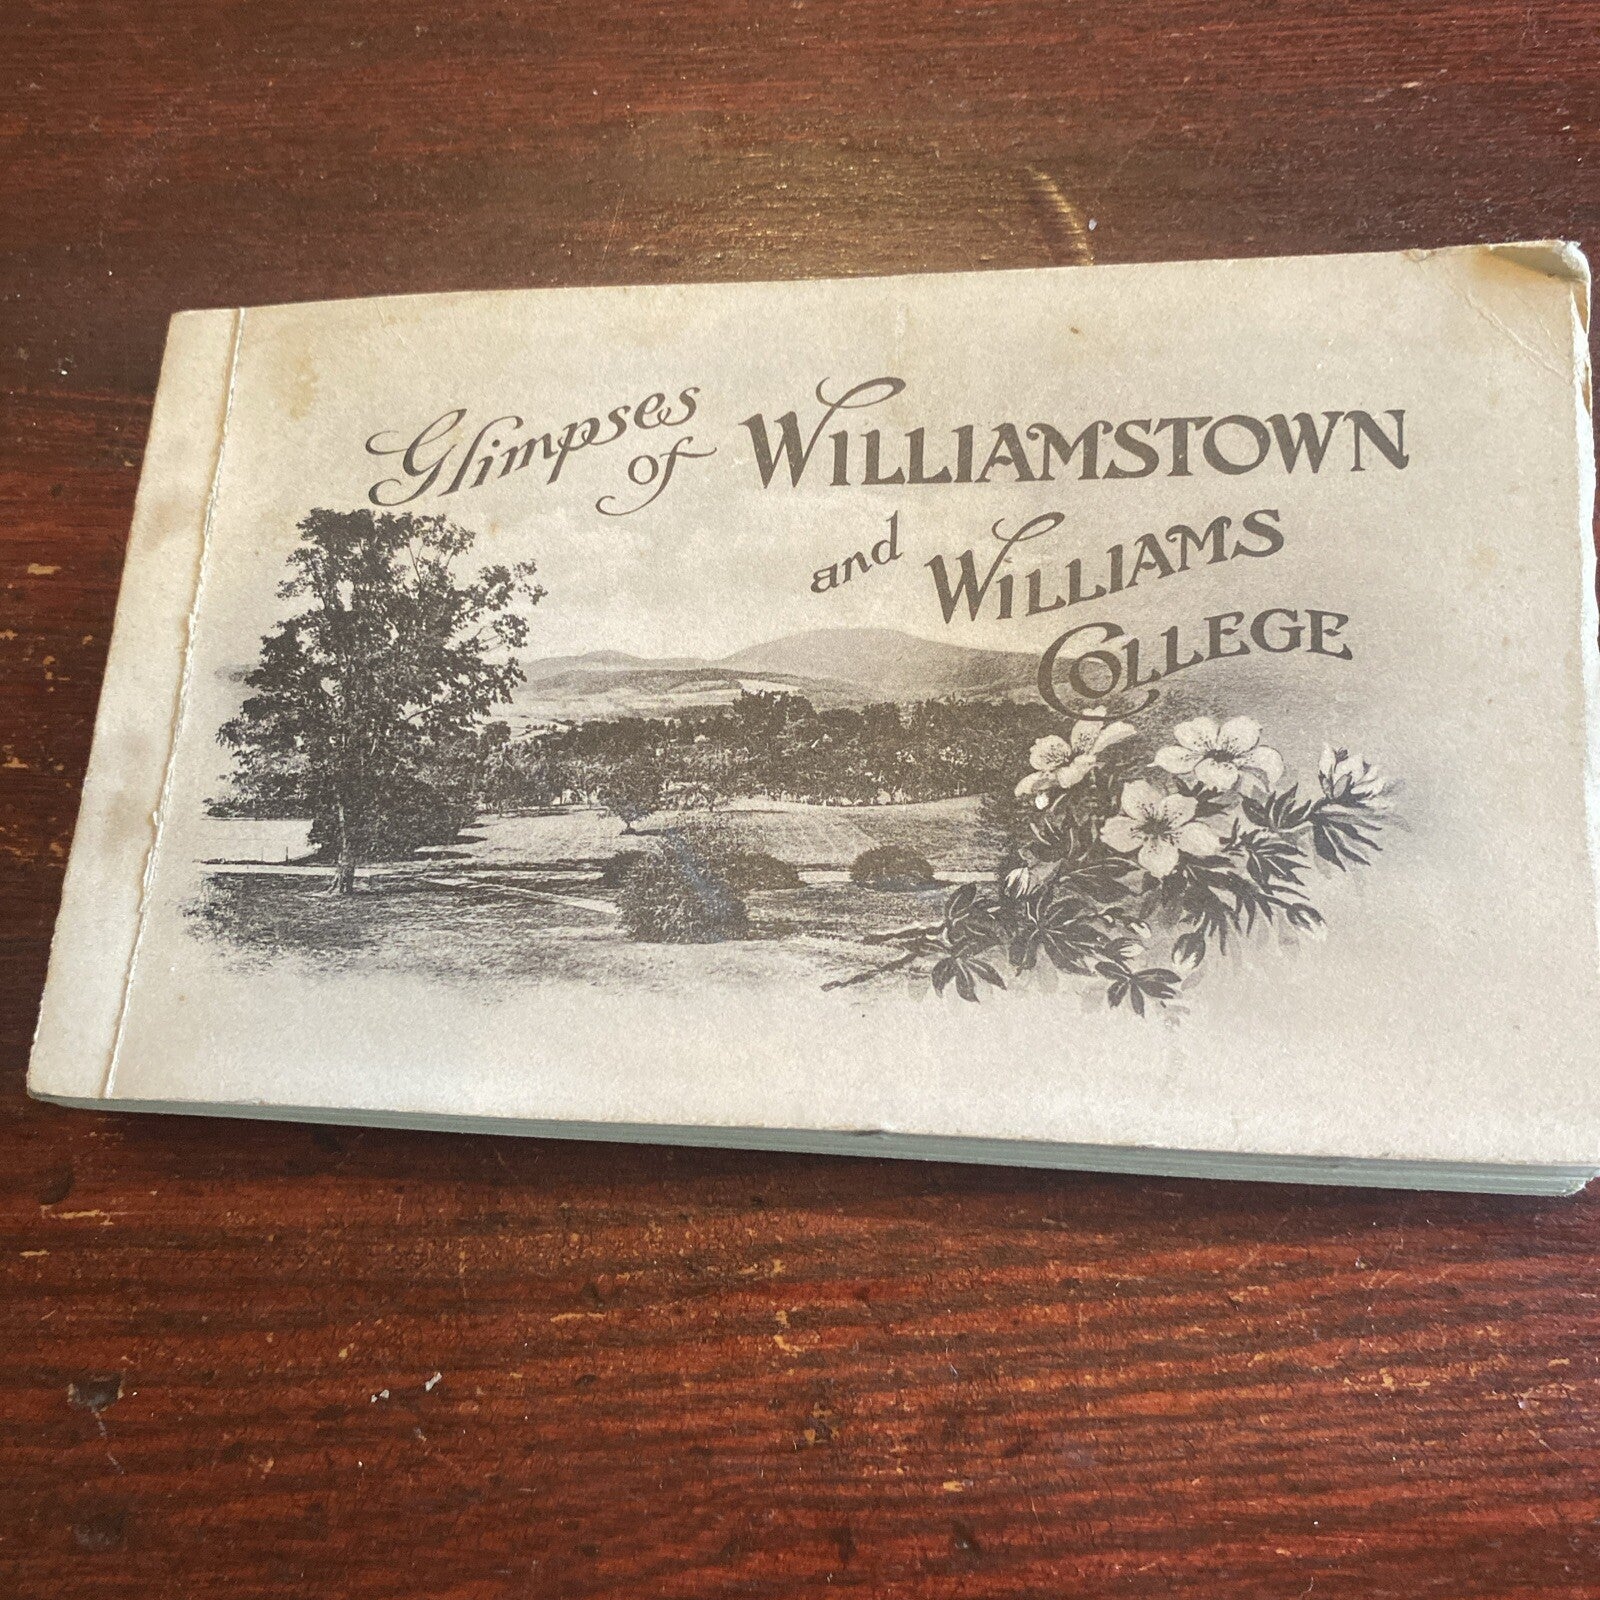 Glimpses
of WILLIAMSTOWN
and WILLIAMS
COLLEGE